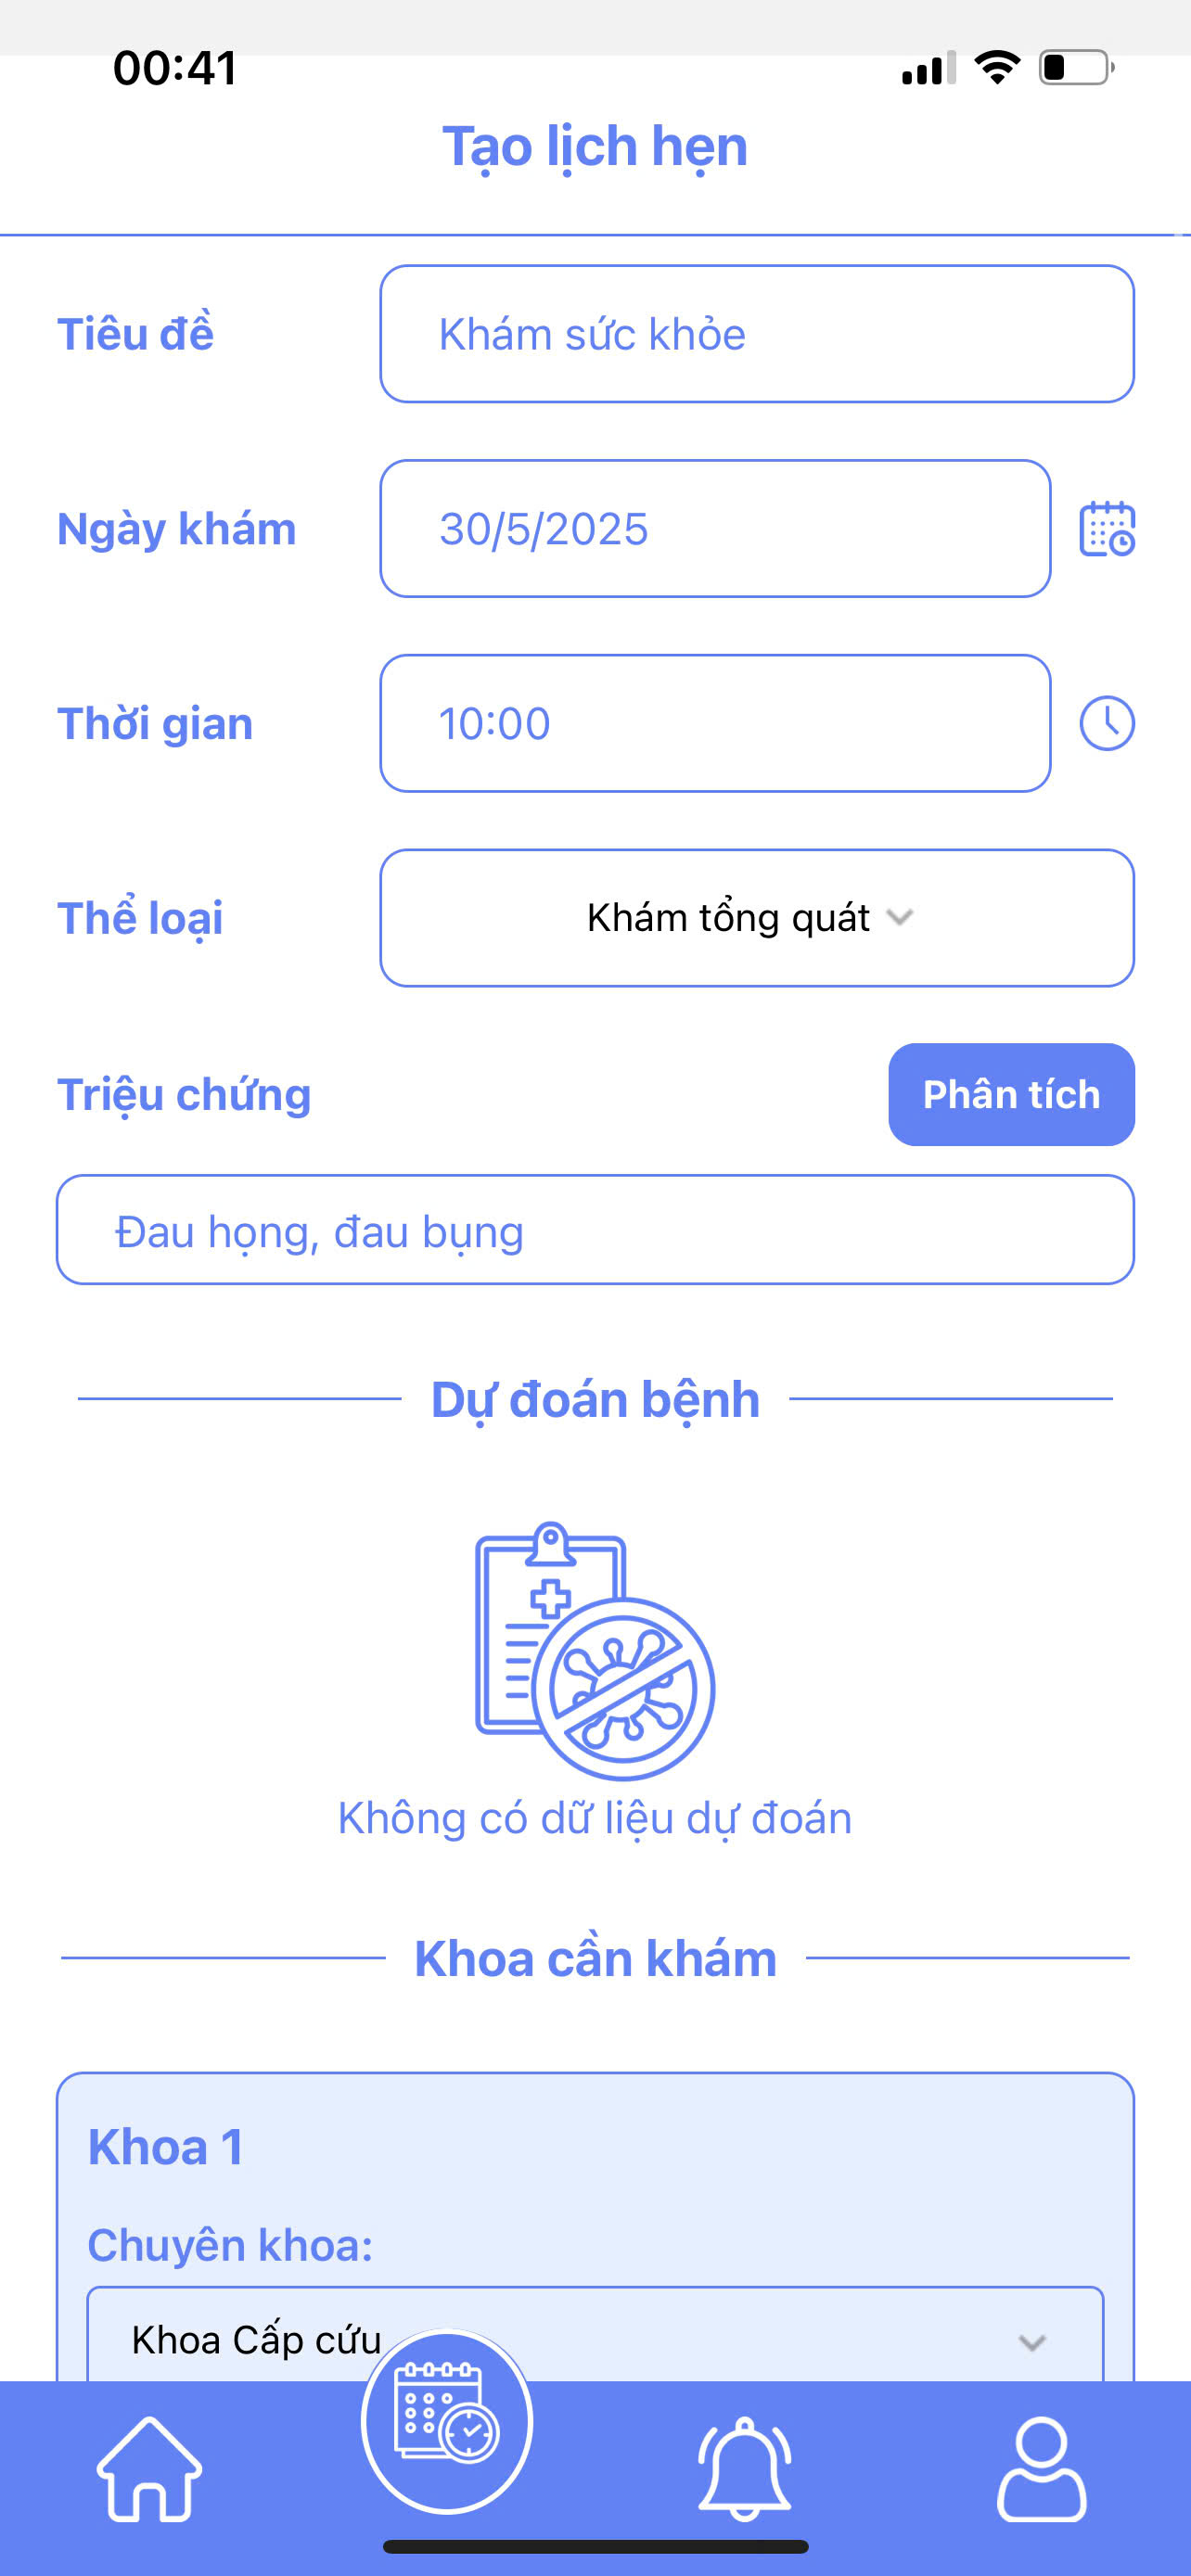 00:41
Tạo lịch hẹn
Tiêu đề
Khám sức khỏe
Ngày khám
30/5/2025
Thời gian
10:00
Thể loại
Khám tổng quát
Triệu chứng
Phân tích
Đau họng, đau bụng
Dự đoán bệnh
Không có dữ liệu dự đoán
Khoa cần khám
Khoa 1
Chuyên khoa:
Khoa Cấp cứu